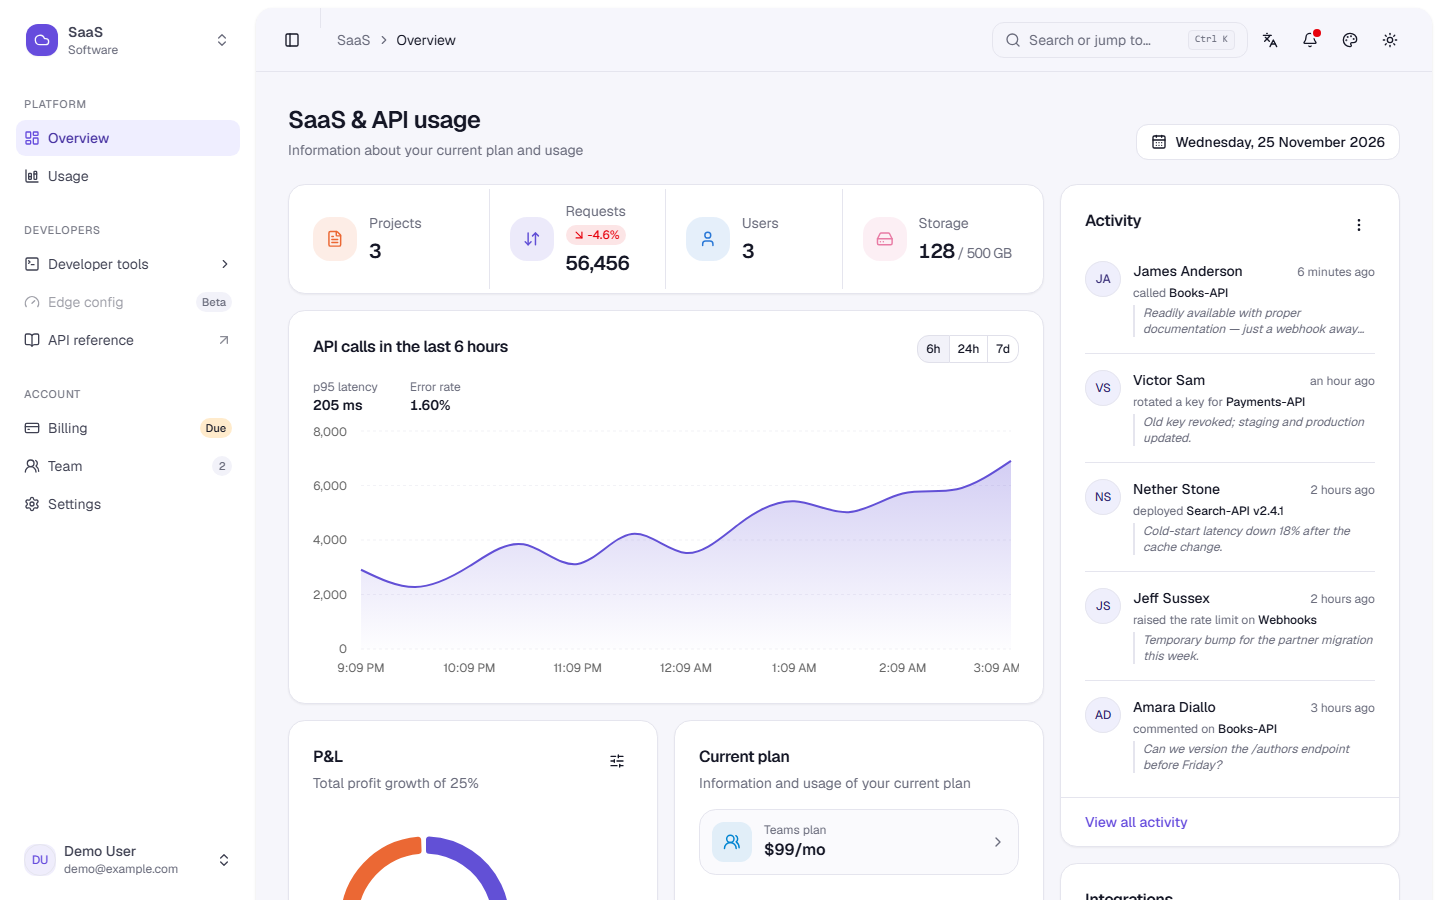 SaaS
Software
PLATFORM
Overview
Usage
DEVELOPERS
Developer tools
Edge config
Beta
API reference
ACCOUNT
Billing
Due
Team
2
Settings
DU
Demo User
demo@example.com
SaaS
Overview
Search or jump to...
Ctrl K
SaaS & API usage
Information about your current plan and usage
Wednesday, 25 November 2026
Projects
3
Requests
-4.6%
56,456
Users
3
Storage
128 / 500 GB
API calls in the last 6 hours
6h
24h
7d
p95 latency
205 ms
Error rate
1.60%
8,000
6,000
4,000
2,000
0
9:09 PM
10:09 PM
11:09 PM
12:09 AM
1:09 AM
2:09 AM
3:09 AM
P&L
Total profit growth of 25%
Current plan
Information and usage of your current plan
Teams plan
$99/mo
Activity
JA
James Anderson
6 minutes ago
called Books-API
Readily available with proper
documentation — just a webhook away...
VS
Victor Sam
an hour ago
rotated a key for Payments-API
Old key revoked; staging and production
updated.
NS
Nether Stone
2 hours ago
deployed Search-API v2.4.1
Cold-start latency down 18% after the
cache change.
JS
Jeff Sussex
2 hours ago
raised the rate limit on Webhooks
Temporary bump for the partner migration
this week.
AD
Amara Diallo
3 hours ago
commented on Books-API
Can we version the /authors endpoint
before Friday?
View all activity
Integrations